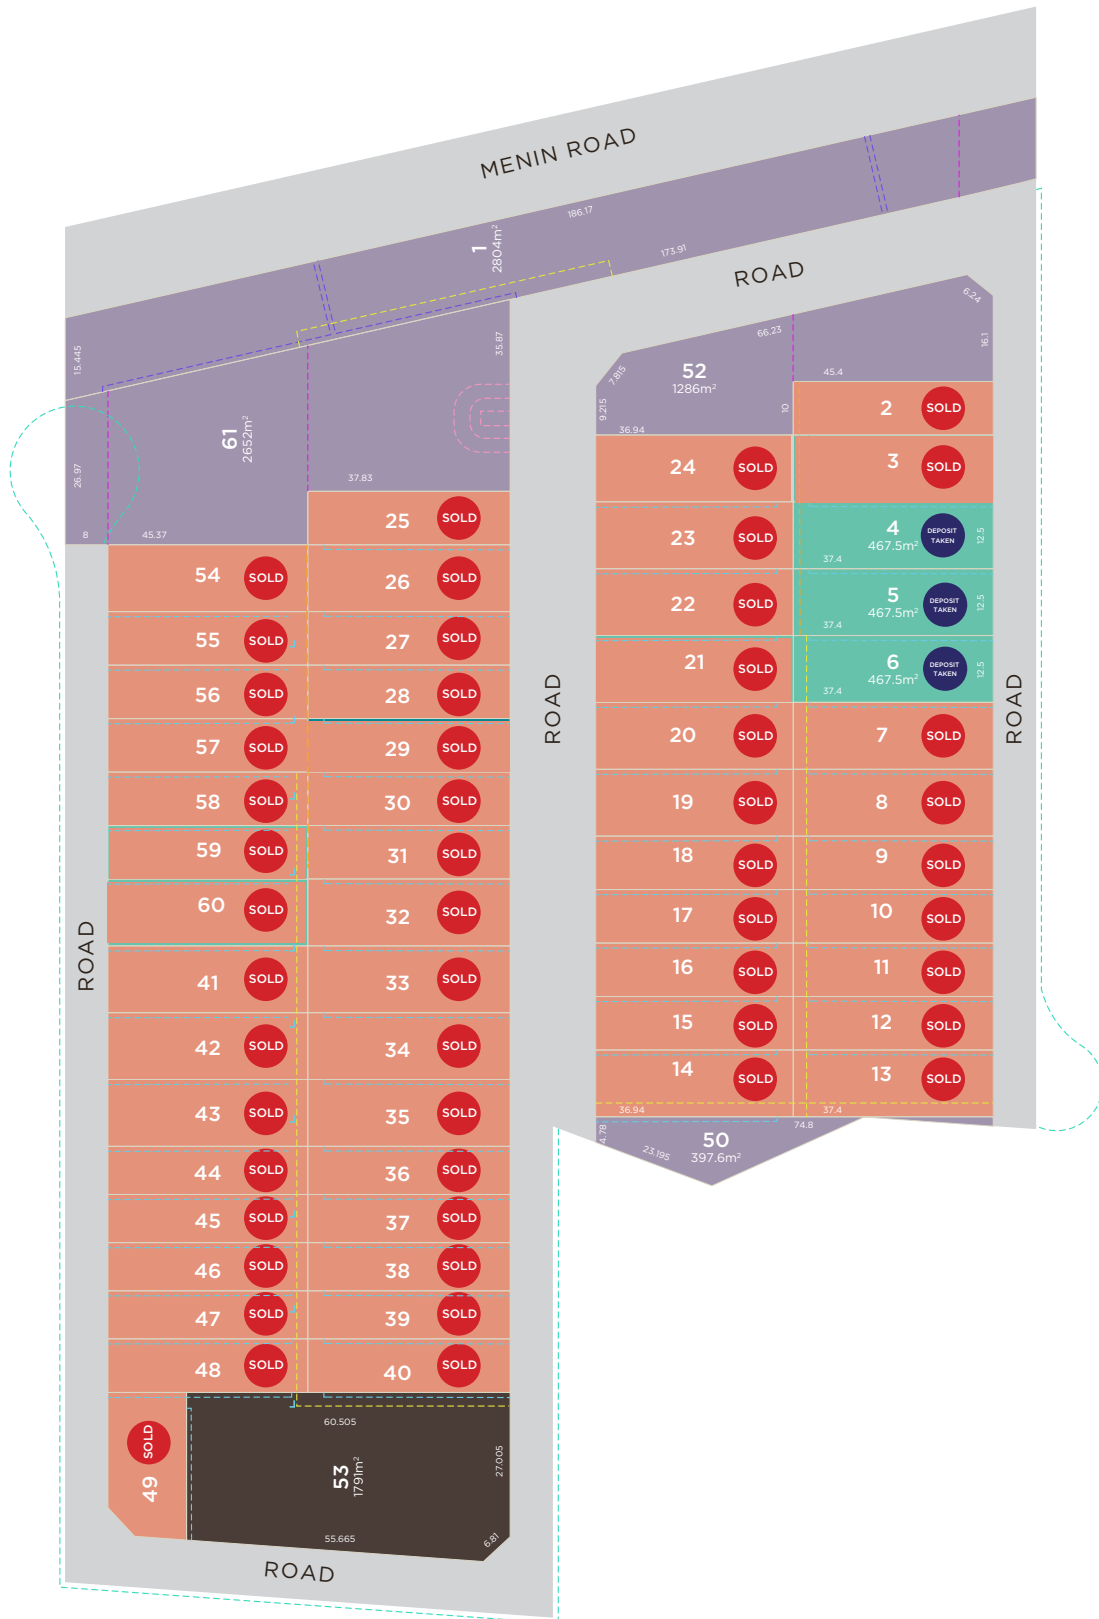 MENIN ROAD
186.17
1
2804m²
173.91
ROAD
15.445
35.87
61
2652m²
26.97
37.83
8
45.37
6.24
66.23
16.1
7.815
52
1286m²
45.4
9.215
10
36.94
2
SOLD
24
SOLD
3
SOLD
23
SOLD
4
467.5m²
DEPOSIT
TAKEN
12.5
37.4
22
SOLD
5
467.5m²
DEPOSIT
TAKEN
12.5
37.4
21
SOLD
6
467.5m²
DEPOSIT
TAKEN
12.5
37.4
20
SOLD
7
SOLD
19
SOLD
8
SOLD
18
SOLD
9
SOLD
17
SOLD
10
SOLD
16
SOLD
11
SOLD
15
SOLD
12
SOLD
14
SOLD
13
SOLD
36.94
37.4
4.78
50
397.6m²
74.8
23.195
ROAD
ROAD
25
SOLD
54
SOLD
26
SOLD
55
SOLD
27
SOLD
56
SOLD
28
SOLD
57
SOLD
29
SOLD
58
SOLD
30
SOLD
59
SOLD
31
SOLD
60
SOLD
32
SOLD
41
SOLD
33
SOLD
42
SOLD
34
SOLD
43
SOLD
35
SOLD
44
SOLD
36
SOLD
45
SOLD
37
SOLD
46
SOLD
38
SOLD
47
SOLD
39
SOLD
48
SOLD
40
SOLD
ROAD
49
SOLD
60.505
53
1791m²
27.005
55.665
6.81
ROAD